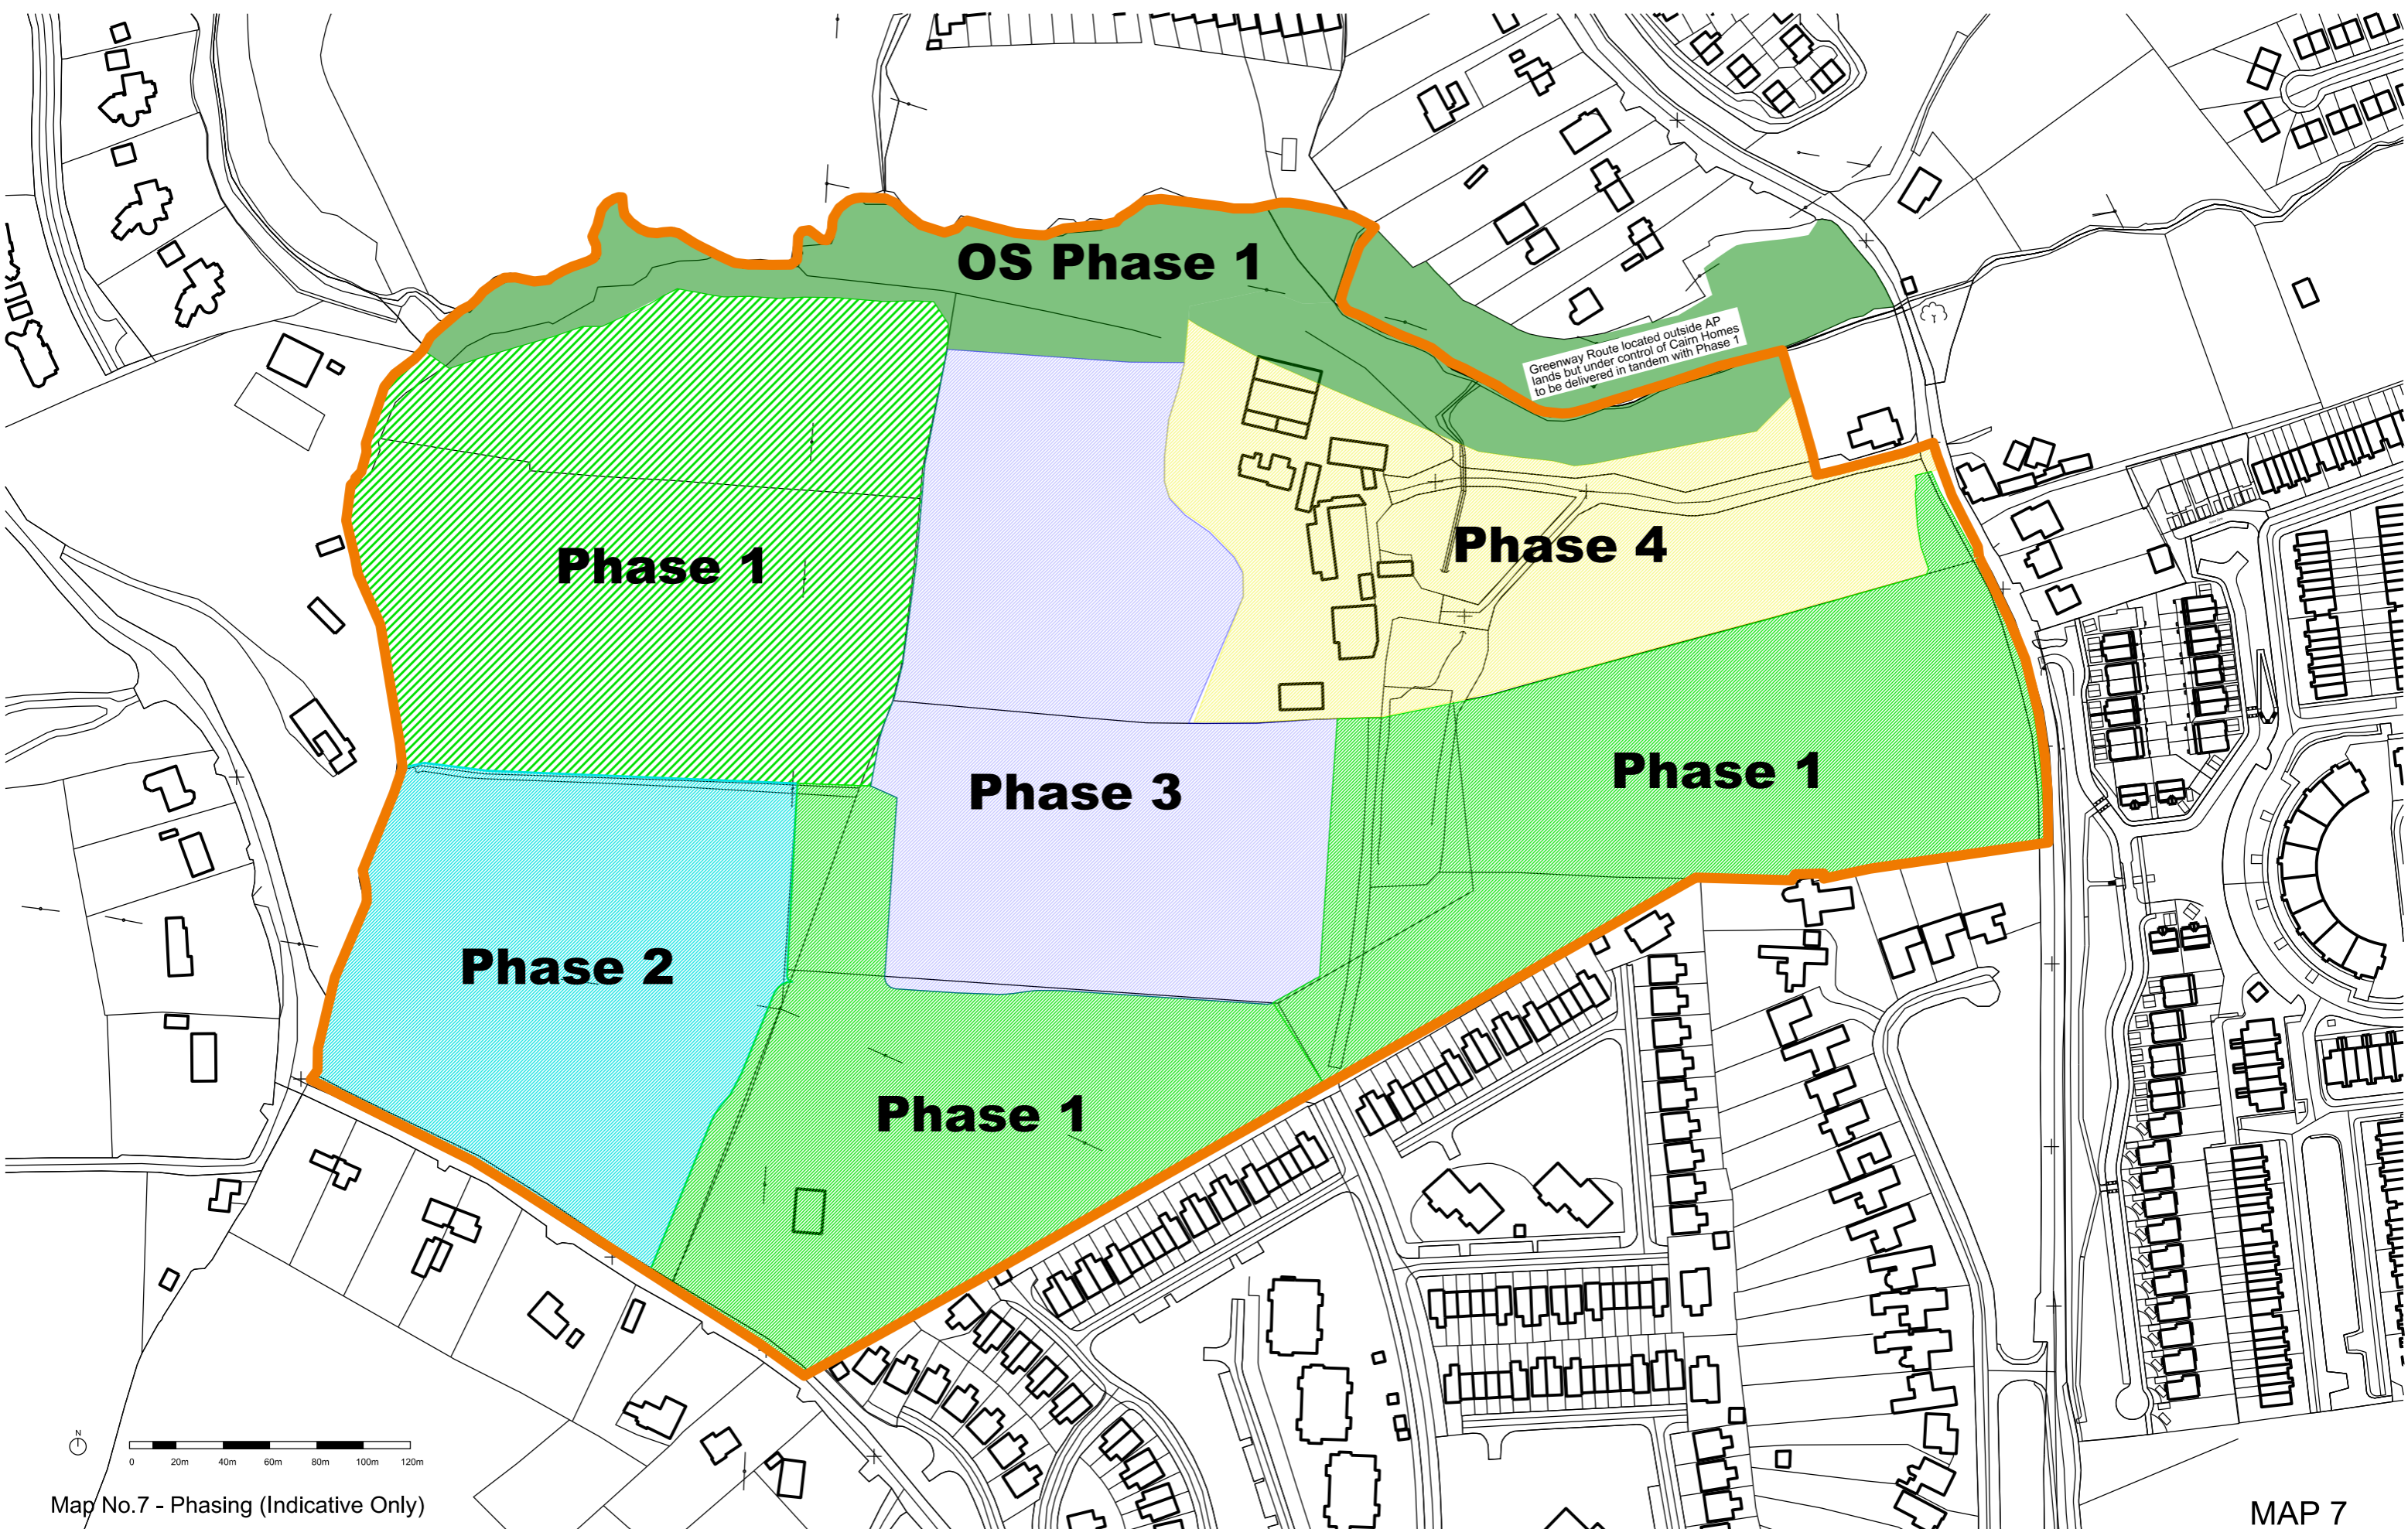 OS Phase 1
Greenway Route located outside AP
lands but under control of Cairn Homes
to be delivered in tandem with Phase 1
Phase 1
Phase 4
Phase 3
Phase 1
Phase 2
Phase 1
N
0 20m 40m 60m 80m 100m 120m
Map No.7 - Phasing (Indicative Only)
MAP 7